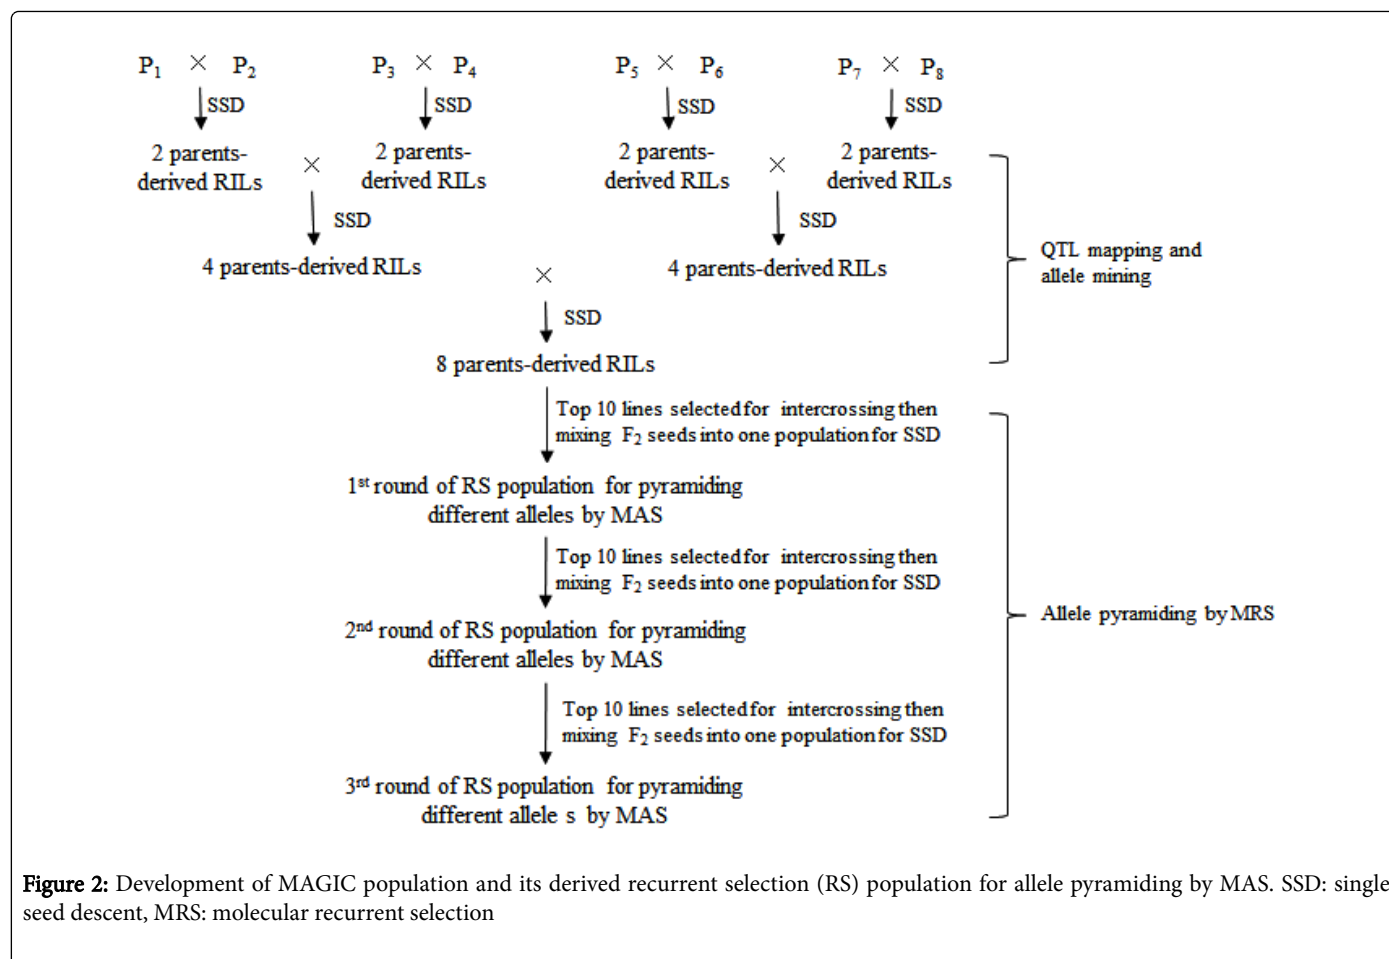 P1 × P2 P3 × P4 P5 × P6 P7 × P8
SSD SSD SSD SSD
2 parents- 2 parents- 2 parents- 2 parents-
derived RILs × derived RILs derived RILs × derived RILs
SSD SSD
4 parents-derived RILs × 4 parents-derived RILs
QTL mapping and
allele mining
SSD
8 parents-derived RILs
Top 10 lines selected for intercrossing then
mixing F2 seeds into one population for SSD
1st round of RS population for pyramiding
different alleles by MAS
Top 10 lines selected for intercrossing then
mixing F2 seeds into one population for SSD
Allele pyramiding by MRS
2nd round of RS population for pyramiding
different alleles by MAS
Top 10 lines selected for intercrossing then
mixing F2 seeds into one population for SSD
3rd round of RS population for pyramiding
different allele s by MAS
Figure 2: Development of MAGIC population and its derived recurrent selection (RS) population for allele pyramiding by MAS. SSD: single
seed descent, MRS: molecular recurrent selection